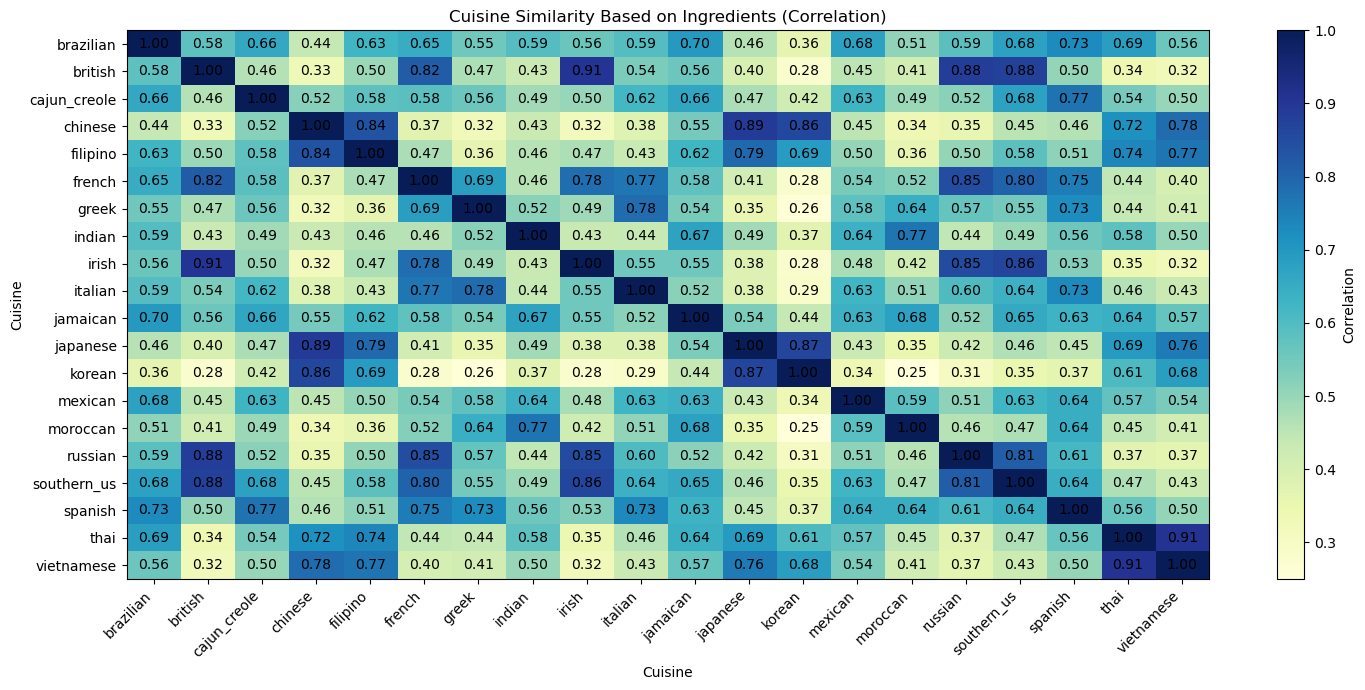 Cuisine Similarity Based on Ingredients (Correlation)
brazilian 1.00 0.58 0.66 0.44 0.63 0.65 0.55 0.59 0.56 0.59 0.70 0.46 0.36 0.68 0.51 0.59 0.68 0.73 0.69 0.56
british 0.58 1.00 0.46 0.33 0.50 0.82 0.47 0.43 0.91 0.54 0.56 0.40 0.28 0.45 0.41 0.88 0.88 0.50 0.34 0.32
cajun_creole 0.66 0.46 1.00 0.52 0.58 0.58 0.56 0.49 0.50 0.62 0.66 0.47 0.42 0.63 0.49 0.52 0.68 0.77 0.54 0.50
chinese 0.44 0.33 0.52 1.00 0.84 0.37 0.32 0.43 0.32 0.38 0.55 0.89 0.86 0.45 0.34 0.35 0.45 0.46 0.72 0.78
filipino 0.63 0.50 0.58 0.84 1.00 0.47 0.36 0.46 0.47 0.43 0.62 0.79 0.69 0.50 0.36 0.50 0.58 0.51 0.74 0.77
french 0.65 0.82 0.58 0.37 0.47 1.00 0.69 0.46 0.78 0.77 0.58 0.41 0.28 0.54 0.52 0.85 0.80 0.75 0.44 0.40
greek 0.55 0.47 0.56 0.32 0.36 0.69 1.00 0.52 0.49 0.78 0.54 0.35 0.26 0.58 0.64 0.57 0.55 0.73 0.44 0.41
indian 0.59 0.43 0.49 0.43 0.46 0.46 0.52 1.00 0.43 0.44 0.67 0.49 0.37 0.64 0.77 0.44 0.49 0.56 0.58 0.50
irish 0.56 0.91 0.50 0.32 0.47 0.78 0.49 0.43 1.00 0.55 0.55 0.38 0.28 0.48 0.42 0.85 0.86 0.53 0.35 0.32
italian 0.59 0.54 0.62 0.38 0.43 0.77 0.78 0.44 0.55 1.00 0.52 0.38 0.29 0.63 0.51 0.60 0.64 0.73 0.46 0.43
jamaican 0.70 0.56 0.66 0.55 0.62 0.58 0.54 0.67 0.55 0.52 1.00 0.54 0.44 0.63 0.68 0.52 0.65 0.63 0.64 0.57
japanese 0.46 0.40 0.47 0.89 0.79 0.41 0.35 0.49 0.38 0.38 0.54 1.00 0.87 0.43 0.35 0.42 0.46 0.45 0.69 0.76
korean 0.36 0.28 0.42 0.86 0.69 0.28 0.26 0.37 0.28 0.29 0.44 0.87 1.00 0.34 0.25 0.31 0.35 0.37 0.61 0.68
mexican 0.68 0.45 0.63 0.45 0.50 0.54 0.58 0.64 0.48 0.63 0.63 0.43 0.34 1.00 0.59 0.51 0.63 0.64 0.57 0.54
moroccan 0.51 0.41 0.49 0.34 0.36 0.52 0.64 0.77 0.42 0.51 0.68 0.35 0.25 0.59 1.00 0.46 0.47 0.64 0.45 0.41
russian 0.59 0.88 0.52 0.35 0.50 0.85 0.57 0.44 0.85 0.60 0.52 0.42 0.31 0.51 0.46 1.00 0.81 0.61 0.37 0.37
southern_us 0.68 0.88 0.68 0.45 0.58 0.80 0.55 0.49 0.86 0.64 0.65 0.46 0.35 0.63 0.47 0.81 1.00 0.64 0.47 0.43
spanish 0.73 0.50 0.77 0.46 0.51 0.75 0.73 0.56 0.53 0.73 0.63 0.45 0.37 0.64 0.64 0.61 0.64 1.00 0.56 0.50
thai 0.69 0.34 0.54 0.72 0.74 0.44 0.44 0.58 0.35 0.46 0.64 0.69 0.61 0.57 0.45 0.37 0.47 0.56 1.00 0.91
vietnamese 0.56 0.32 0.50 0.78 0.77 0.40 0.41 0.50 0.32 0.43 0.57 0.76 0.68 0.54 0.41 0.37 0.43 0.50 0.91 1.00
brazilian british cajun_creole chinese filipino french greek indian irish italian jamaican japanese korean mexican moroccan russian southern_us spanish thai vietnamese
Cuisine
Cuisine
1.0
0.9
0.8
0.7
0.6
0.5
0.4
0.3
Correlation